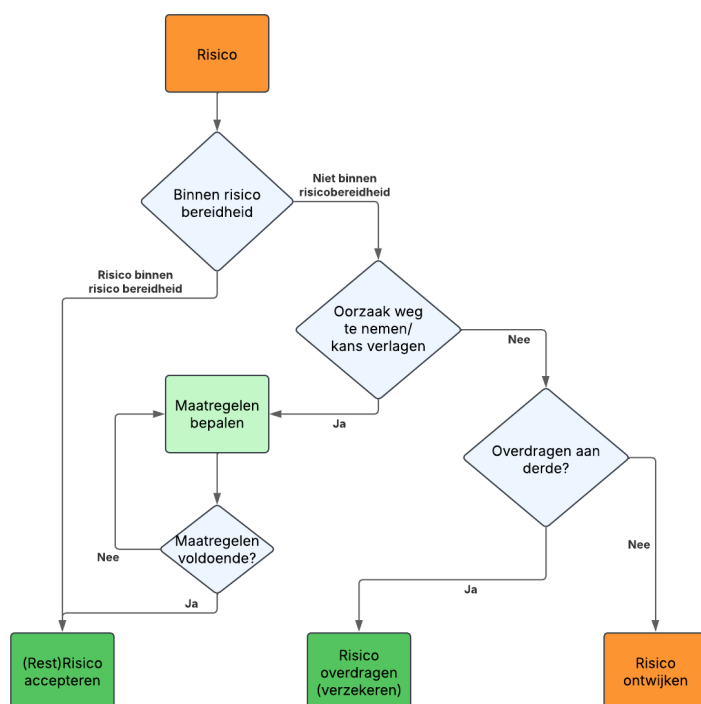 Risico
Binnen risico
bereidheid
Niet binnen
risicobereidheid
Risico binnen
risico bereidheid
Oorzaak weg
te nemen/
kans verlagen
Nee
Maatregelen
bepalen
Ja
Overdragen aan
derde?
Maatregelen
voldoende?
Nee
Nee
Ja
Ja
(Rest)Risico
accepteren
Risico
overdragen
(verzekeren)
Risico
ontwijken